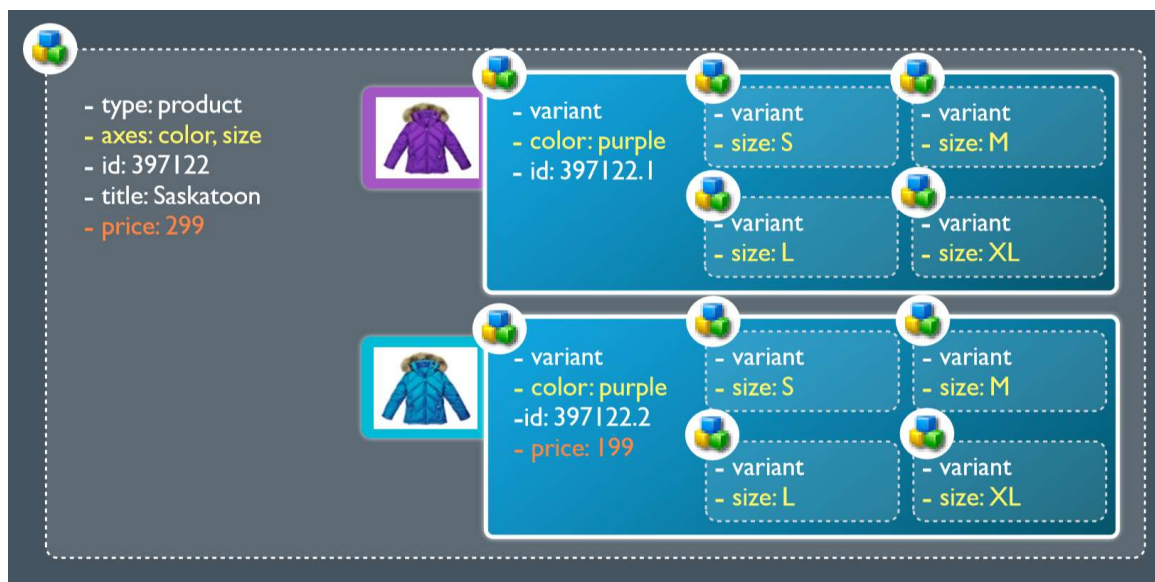 - type: product
- axes: color, size
- id: 397122
- title: Saskatoon
- price: 299
- variant
- color: purple
- id: 397122.1
- variant
- size: S
- variant
- size: M
- variant
- size: L
- variant
- size: XL
- variant
- color: purple
-id: 397122.2
- price: 199
- variant
- size: S
- variant
- size: M
- variant
- size: L
- variant
- size: XL